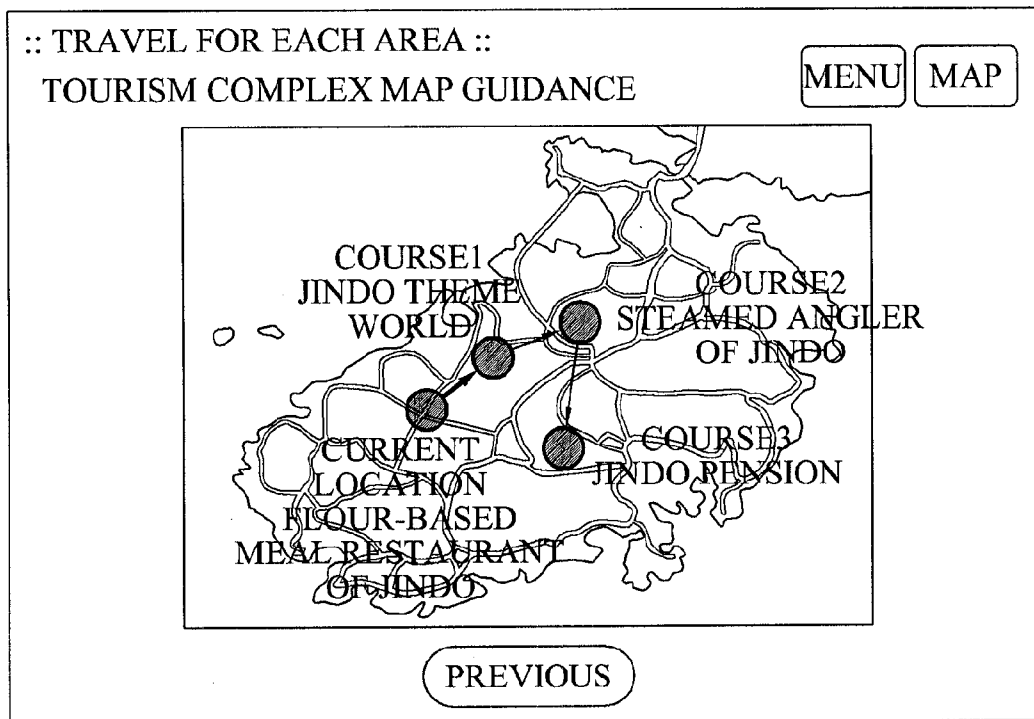 :: TRAVEL FOR EACH AREA ::
TOURISM COMPLEX MAP GUIDANCE
MENU
MAP
COURSE1
JINDO THEME
WORLD
COURSE2
STEAMED ANGLER
OF JINDO
CURRENT
LOCATION
FLOUR-BASED
MEAL RESTAURANT
OF JINDO
COURSE3
JINDO PENSION
PREVIOUS